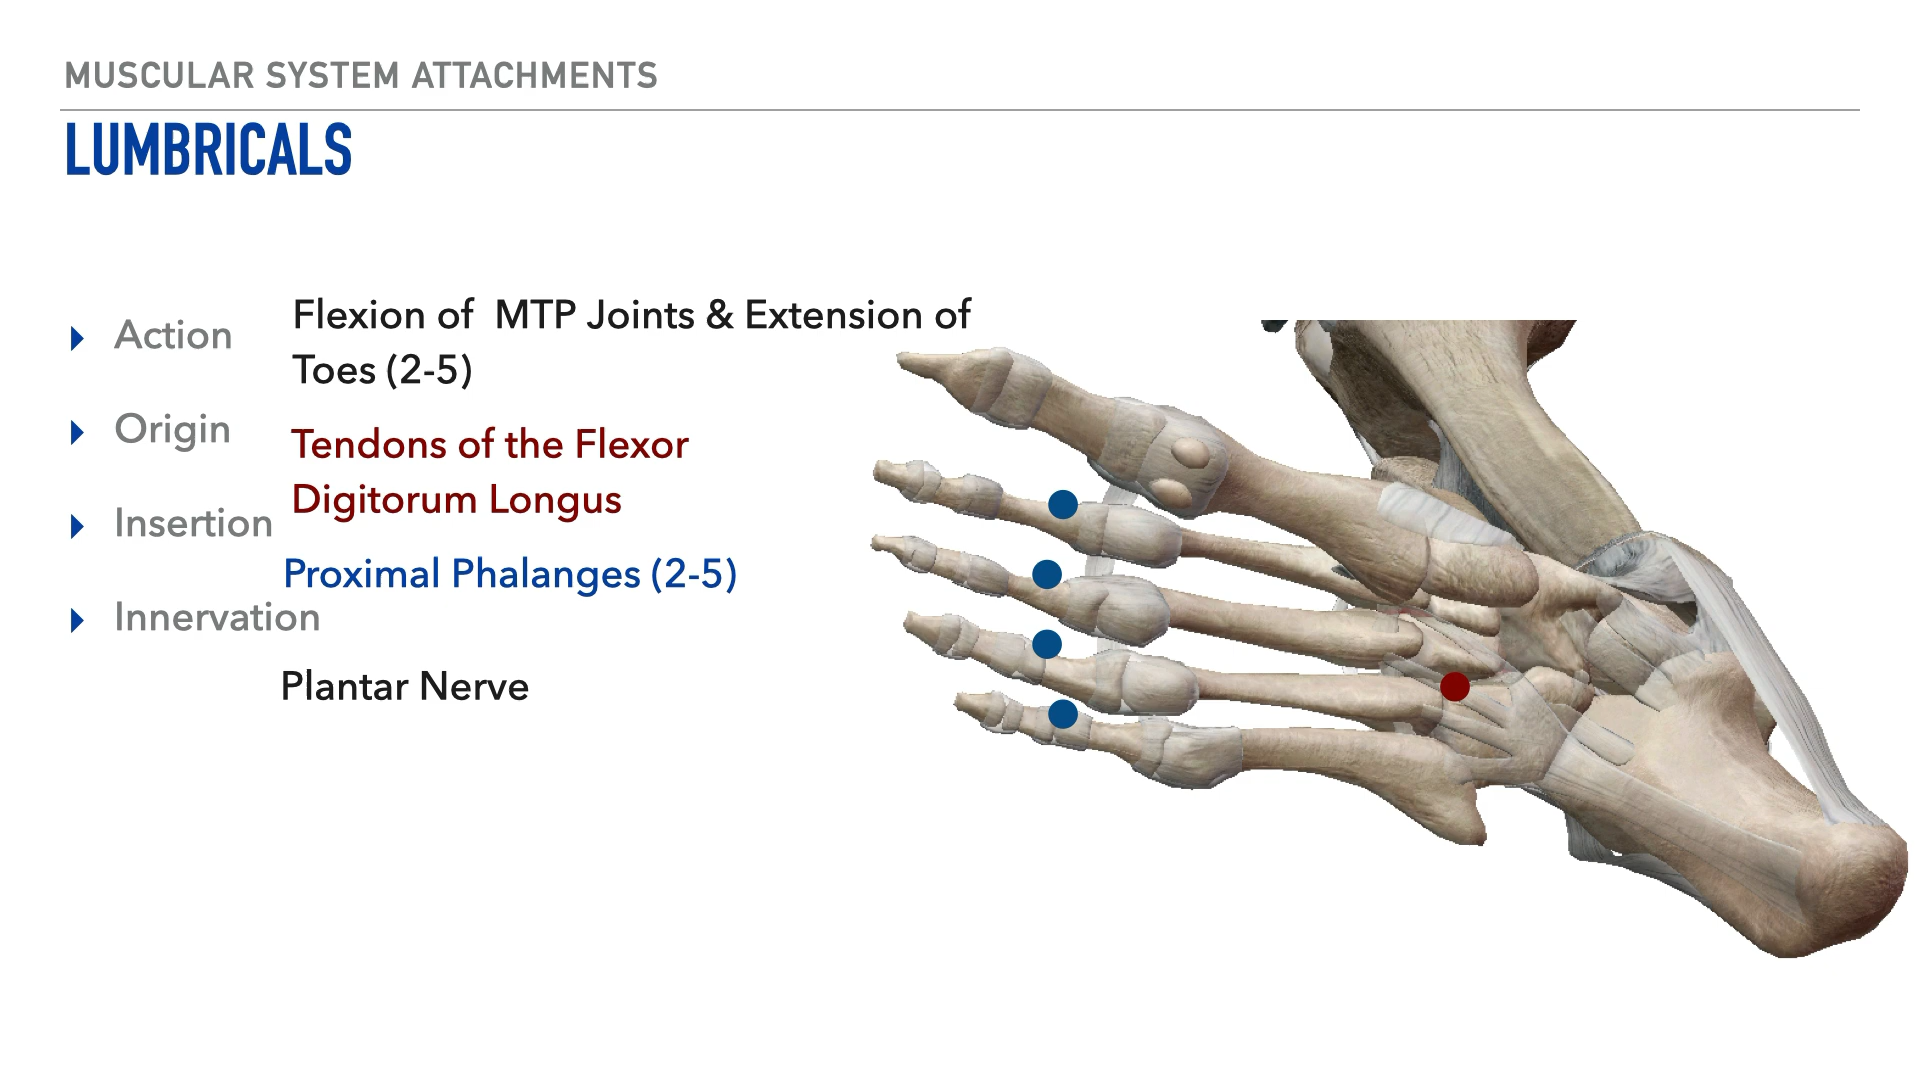 MUSCULAR SYSTEM ATTACHMENTS
LUMBRICALS
Action
Flexion of  MTP Joints & Extension of
Toes (2-5)
Origin
Tendons of the Flexor
Digitorum Longus
Insertion
Proximal Phalanges (2-5)
Innervation
Plantar Nerve